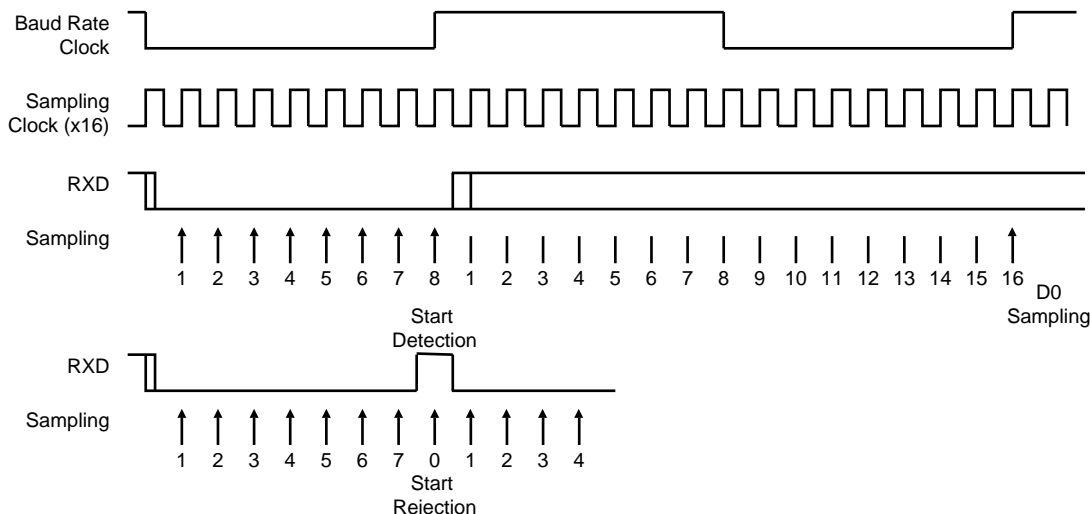 Baud Rate
Clock
Sampling
Clock (x16)
RXD
Sampling
1 2 3 4 5 6 7 8 1 2 3 4 5 6 7 8 9 10 11 12 13 14 15 16
D0
Sampling
Start
Detection
RXD
Sampling
1 2 3 4 5 6 7 0 1 2 3 4
Start
Rejection